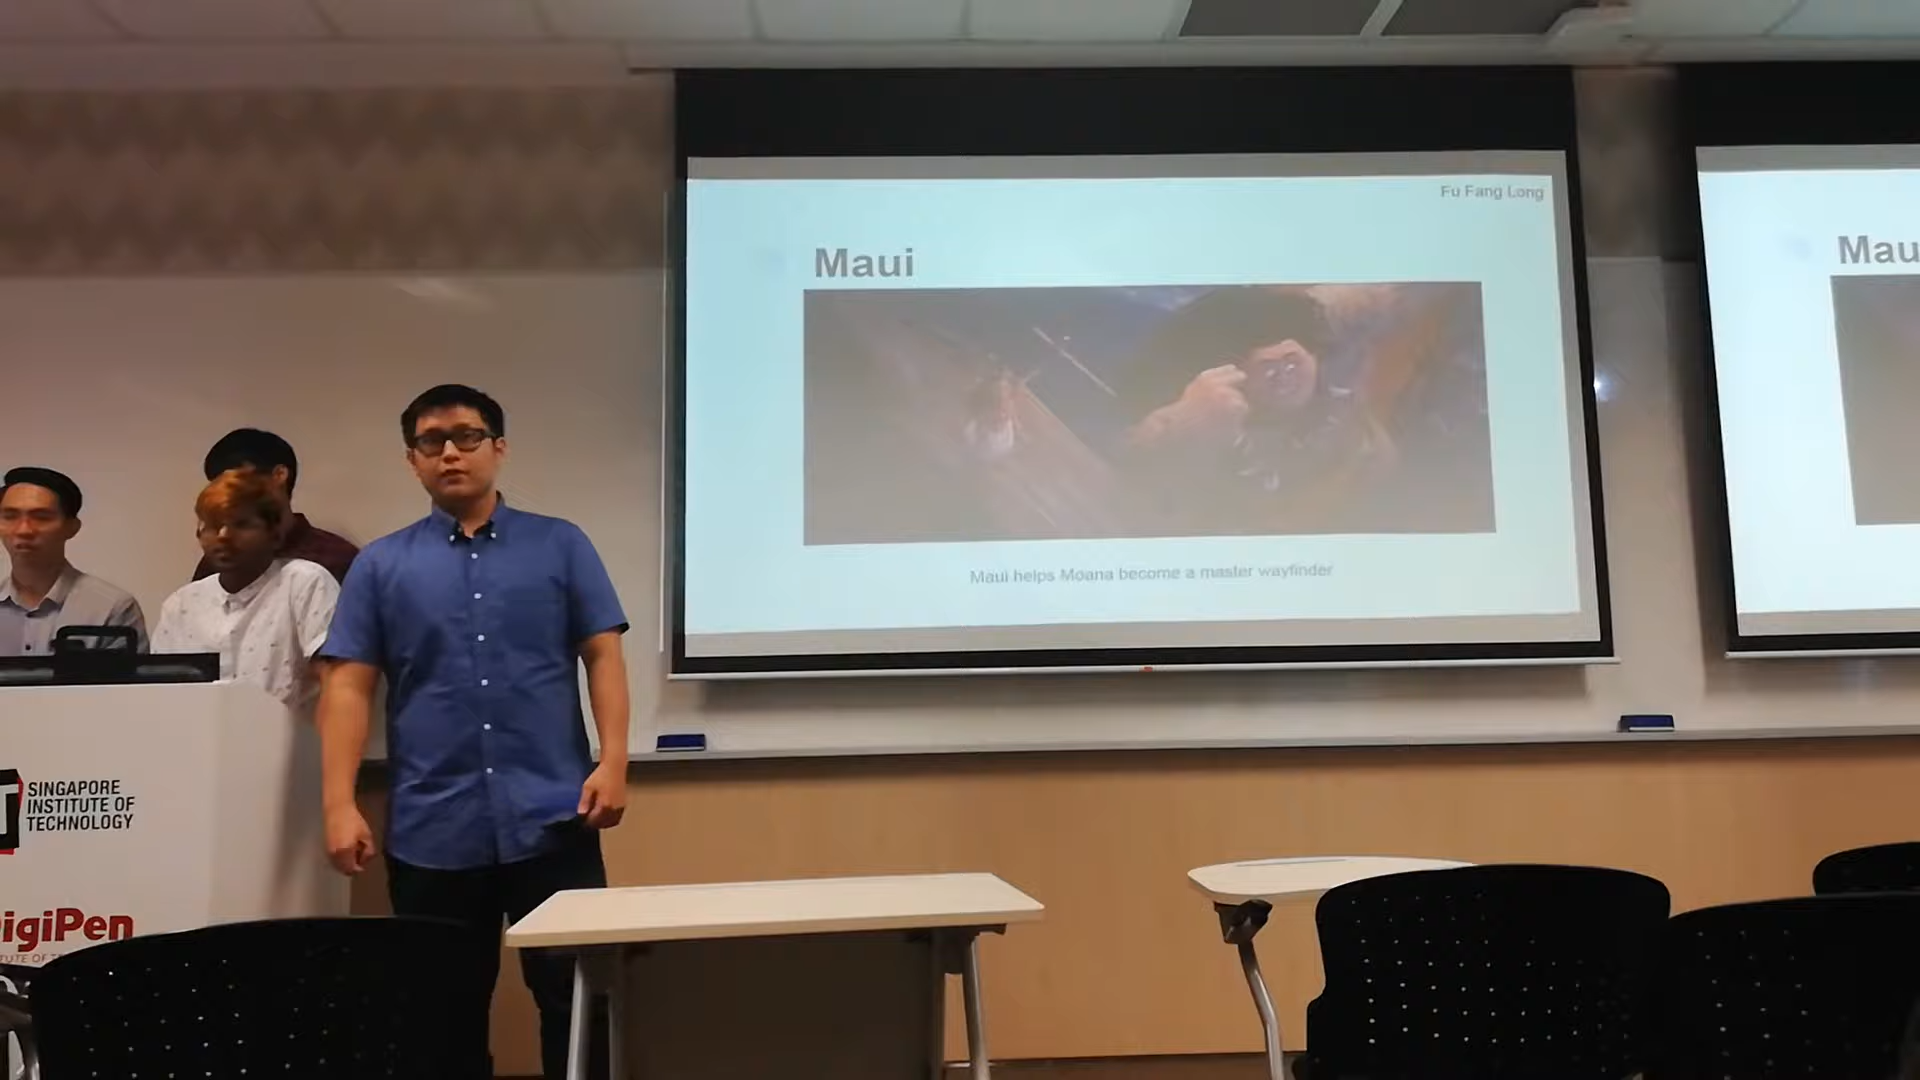 Fu Fang Long
Maui
Maui helps Moana become a master wayfinder
Mau
SINGAPORE
INSTITUTE OF
TECHNOLOGY
igiPen